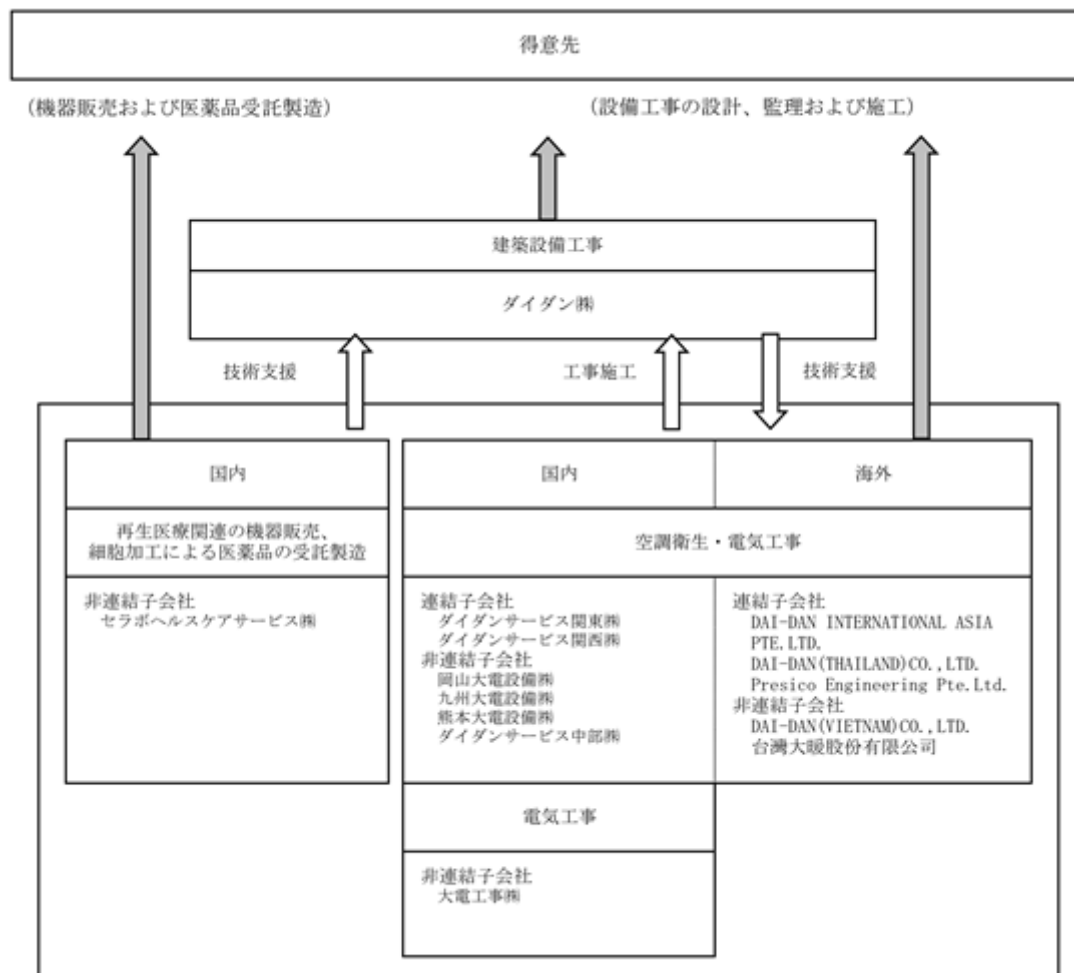 得意先
(機器販売および医薬品受託製造)
(設備工事の設計、監理および施工)
建築設備工事
ダイダン㈱
技術支援
工事施工
技術支援
国内
再生医療関連の機器販売、
細胞加工による医薬品の受託製造
非連結子会社
セラボヘルスケアサービス㈱
国内
海外
空調衛生・電気工事
連結子会社
ダイダンサービス関東㈱
ダイダンサービス関西㈱
非連結子会社
岡山大電設備㈱
九州大電設備㈱
熊本大電設備㈱
ダイダンサービス中部㈱
連結子会社
DAI-DAN INTERNATIONAL ASIA
PTE.LTD.
DAI-DAN(THAILAND)CO.,LTD.
Presico Engineering Pte.Ltd.
非連結子会社
DAI-DAN(VIETNAM)CO.,LTD.
台灣大暖股份有限公司
電気工事
非連結子会社
大電工事㈱